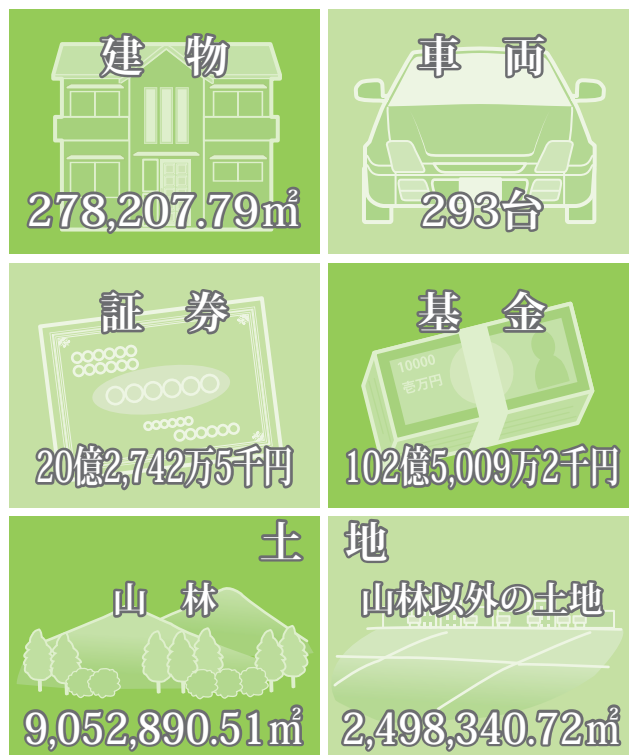 建物
車両
278,207.79㎡
293台
証券
基金
10000
壱万円
20億2,742万5千円
102億5,009万2千円
土地
山林
山林以外の土地
9,052,890.51㎡
2,498,340.72㎡